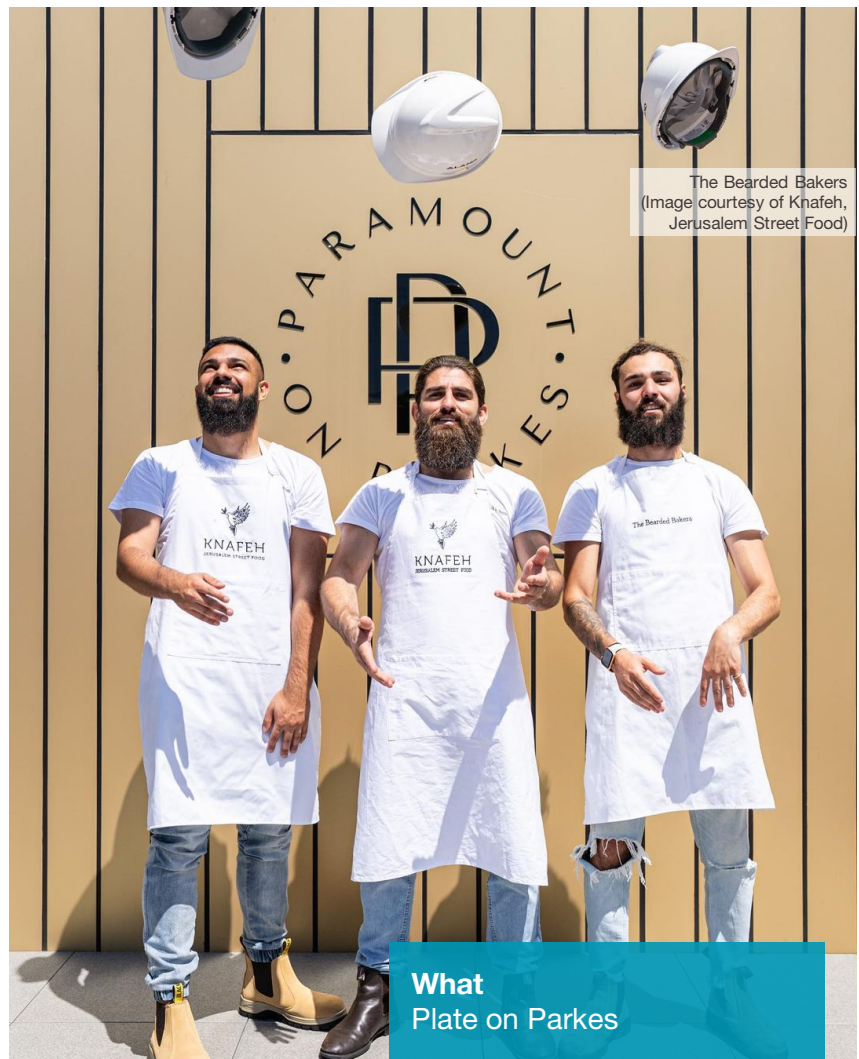 The Bearded Bakers
(Image courtesy of Knafeh,
Jerusalem Street Food)
PARAMOUNT
ON KES
KNAFEH
JERUSALEM STREET FOOD
KNAFEH
JERUSALEM STREET FOOD
The Bearded Bakers
What
Plate on Parkes